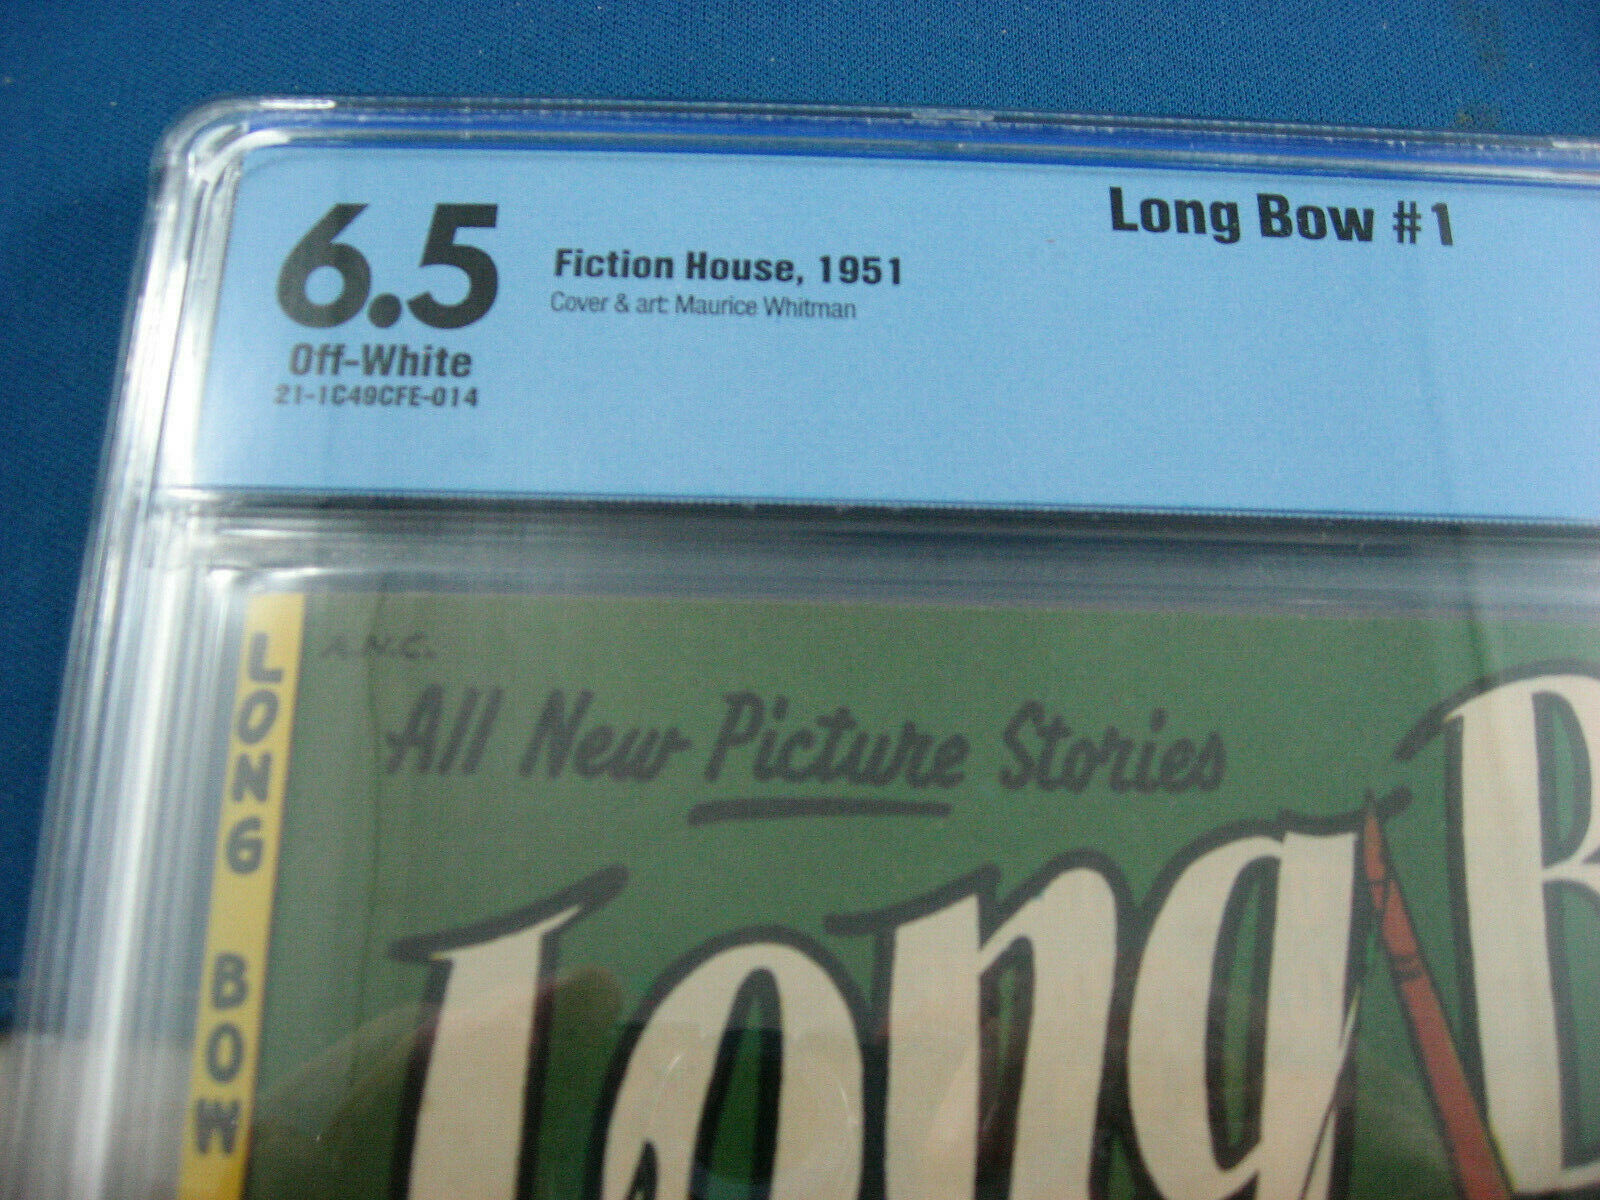 6.5
Off-White
21-1C49CFE-014
Fiction House, 1951
Cover & art: Maurice Whitman
Long Bow #1
LONG BOW
A.N.C.
All New Picture Stories
Long B